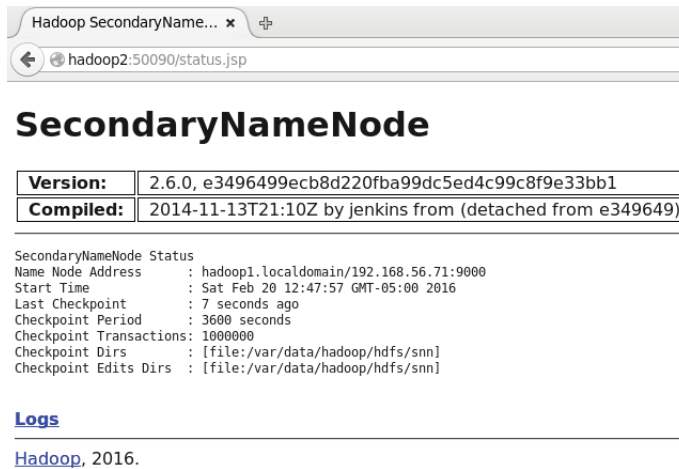 Hadoop SecondaryName...
hadoop2:50090/status.jsp
SecondaryNameNode
Version: 2.6.0, e3496499ecb8d220fba99dc5ed4c99c8f9e33bb1
Compiled: 2014-11-13T21:10Z by jenkins from (detached from e349649)
SecondaryNameNode Status
Name Node Address : hadoop1.localdomain/192.168.56.71:9000
Start Time : Sat Feb 20 12:47:57 GMT-05:00 2016
Last Checkpoint : 7 seconds ago
Checkpoint Period : 3600 seconds
Checkpoint Transactions: 1000000
Checkpoint Dirs : [file:/var/data/hadoop/hdfs/snn]
Checkpoint Edits Dirs : [file:/var/data/hadoop/hdfs/snn]
Logs
Hadoop, 2016.